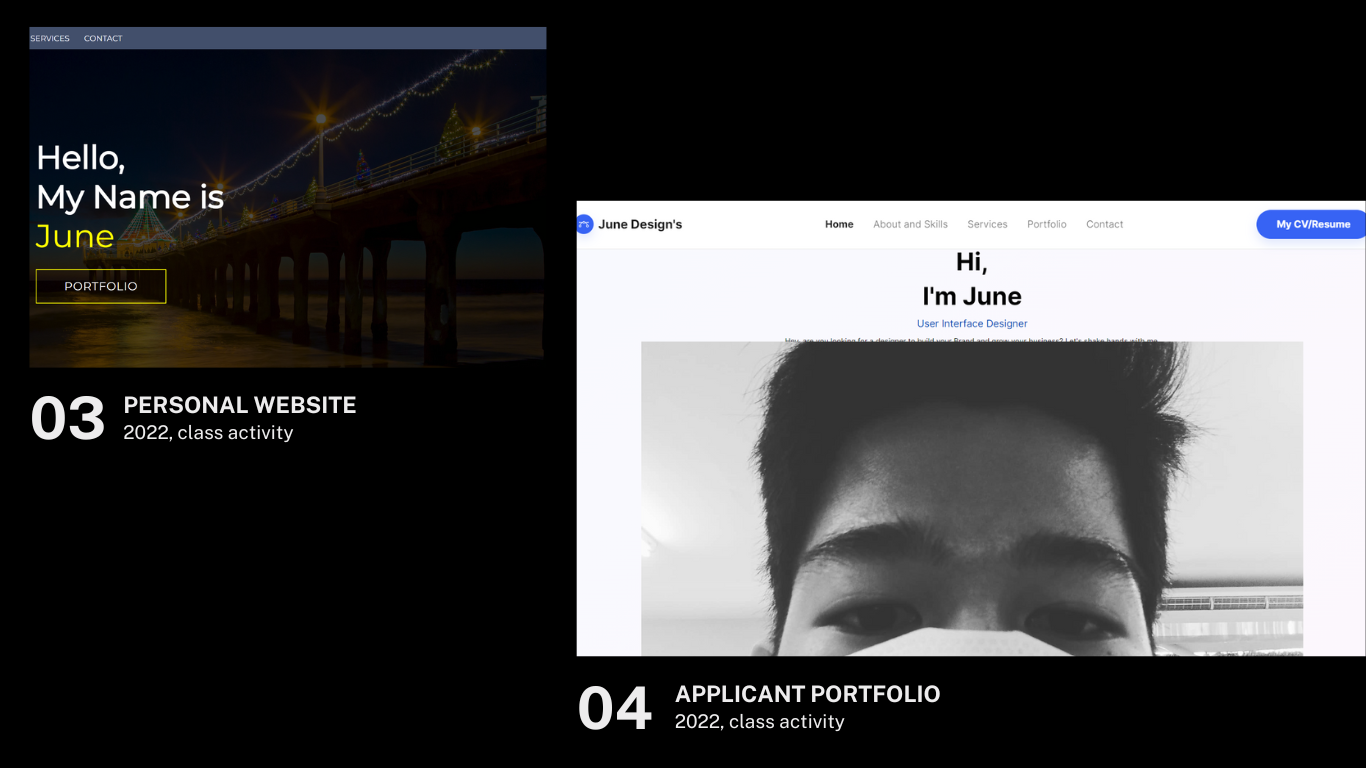 SERVICES CONTACT
Hello,
My Name is
June
PORTFOLIO
03 PERSONAL WEBSITE
2022, class activity
June Design's Home About and Skills Services Portfolio Contact My CV/Resume
Hi,
I'm June
User Interface Designer
Hey, are you looking for a designer to build your Brand and grow your business? Let's shake hands with me
04 APPLICANT PORTFOLIO
2022, class activity